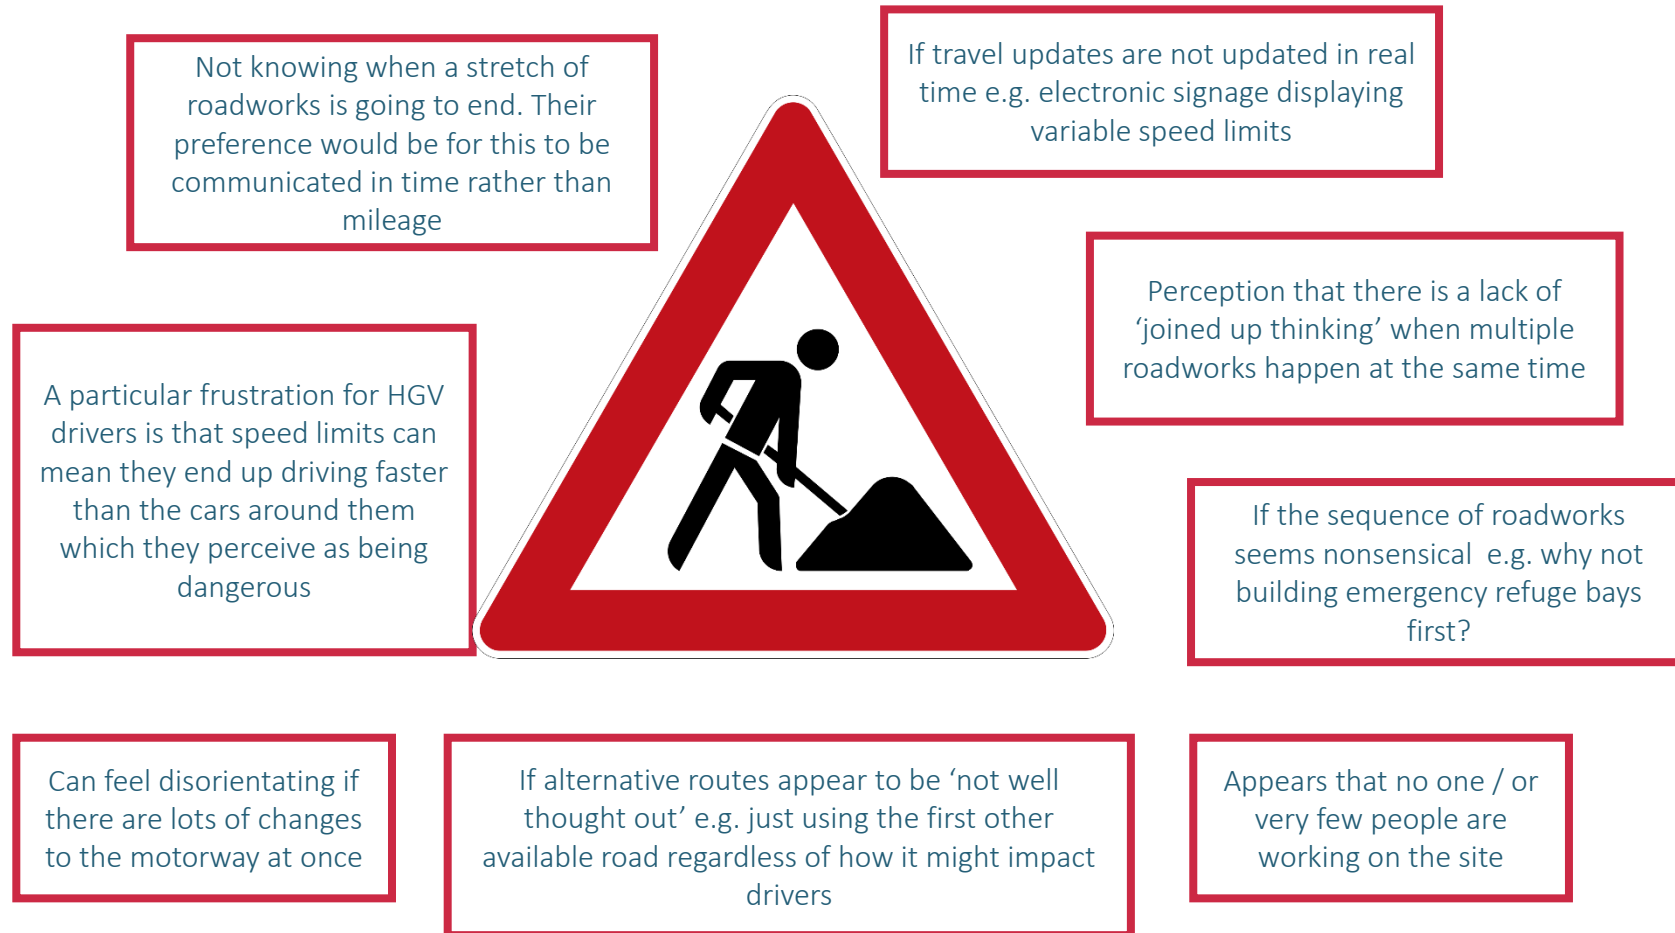 Not knowing when a stretch of
roadworks is going to end. Their
preference would be for this to be
communicated in time rather than
mileage
If travel updates are not updated in real
time e.g. electronic signage displaying
variable speed limits
Perception that there is a lack of
‘joined up thinking’ when multiple
roadworks happen at the same time
A particular frustration for HGV
drivers is that speed limits can
mean they end up driving faster
than the cars around them
which they perceive as being
dangerous
If the sequence of roadworks
seems nonsensical  e.g. why not
building emergency refuge bays
first?
Can feel disorientating if
there are lots of changes
to the motorway at once
If alternative routes appear to be ‘not well
thought out’ e.g. just using the first other
available road regardless of how it might impact
drivers
Appears that no one / or
very few people are
working on the site